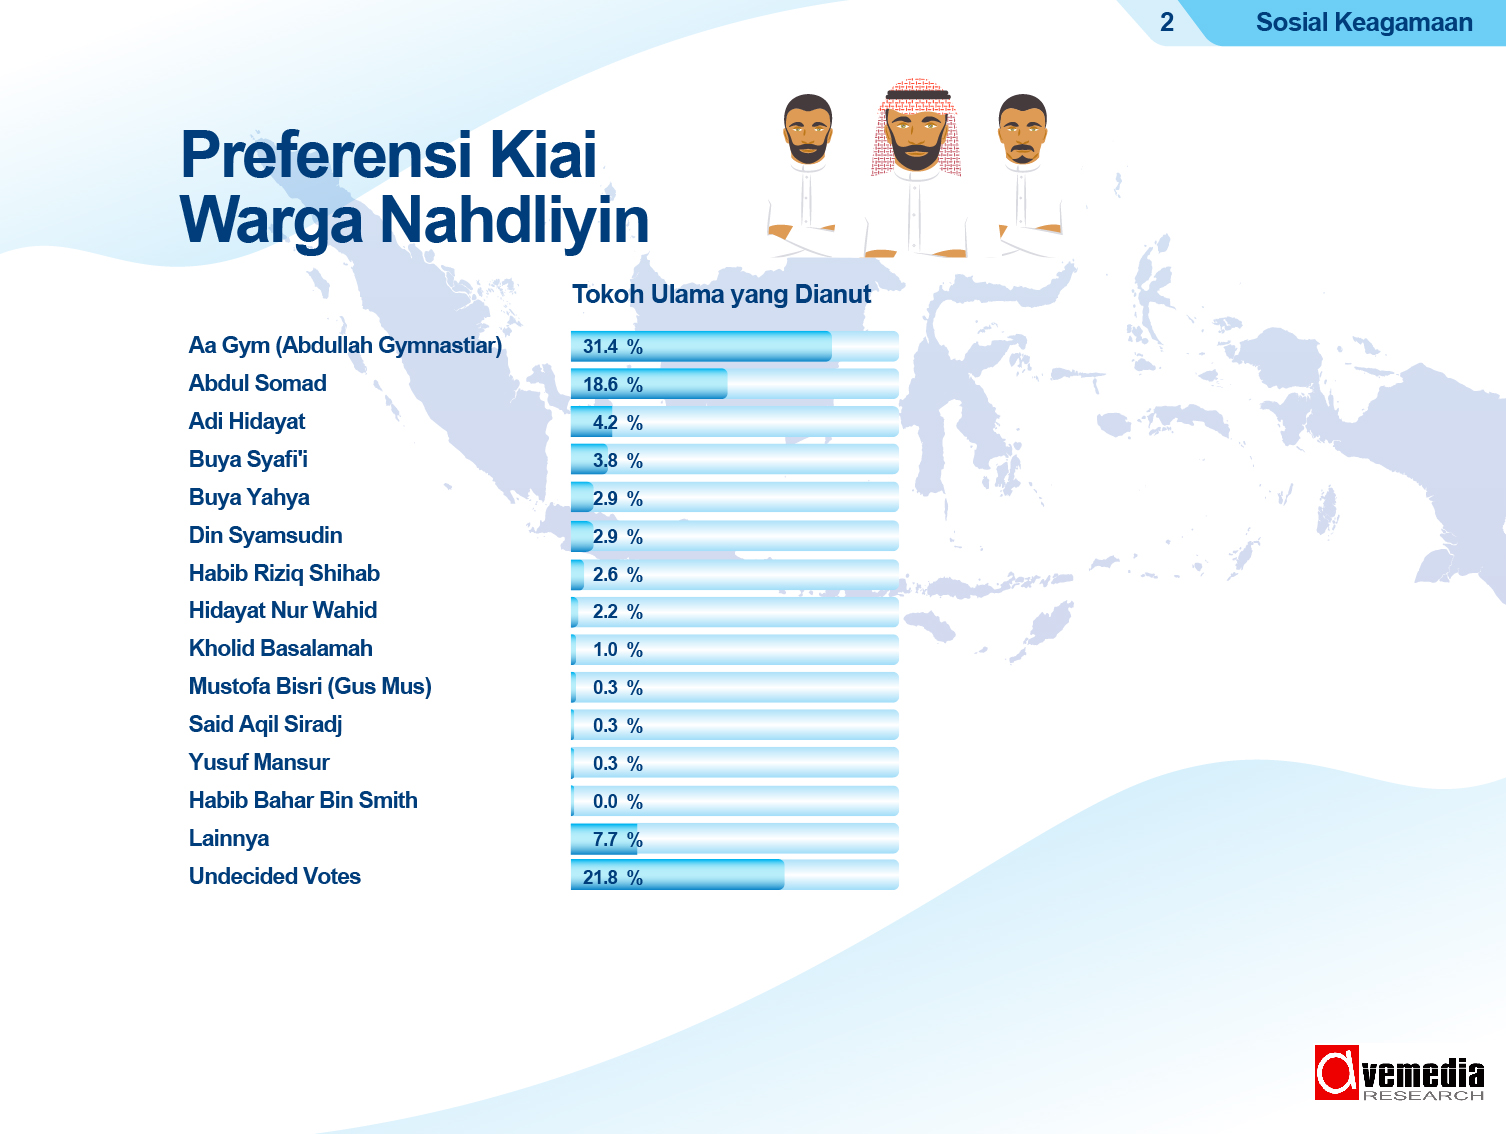 2 Sosial Keagamaan
Preferensi Kiai
Warga Nahdliyin
Tokoh Ulama yang Dianut
Aa Gym (Abdullah Gymnastiar) 31.4 %
Abdul Somad 18.6 %
Adi Hidayat 4.2 %
Buya Syafi'i 3.8 %
Buya Yahya 2.9 %
Din Syamsudin 2.9 %
Habib Riziq Shihab 2.6 %
Hidayat Nur Wahid 2.2 %
Kholid Basalamah 1.0 %
Mustofa Bisri (Gus Mus) 0.3 %
Said Aqil Siradj 0.3 %
Yusuf Mansur 0.3 %
Habib Bahar Bin Smith 0.0 %
Lainnya 7.7 %
Undecided Votes 21.8 %
avemedia
RESEARCH